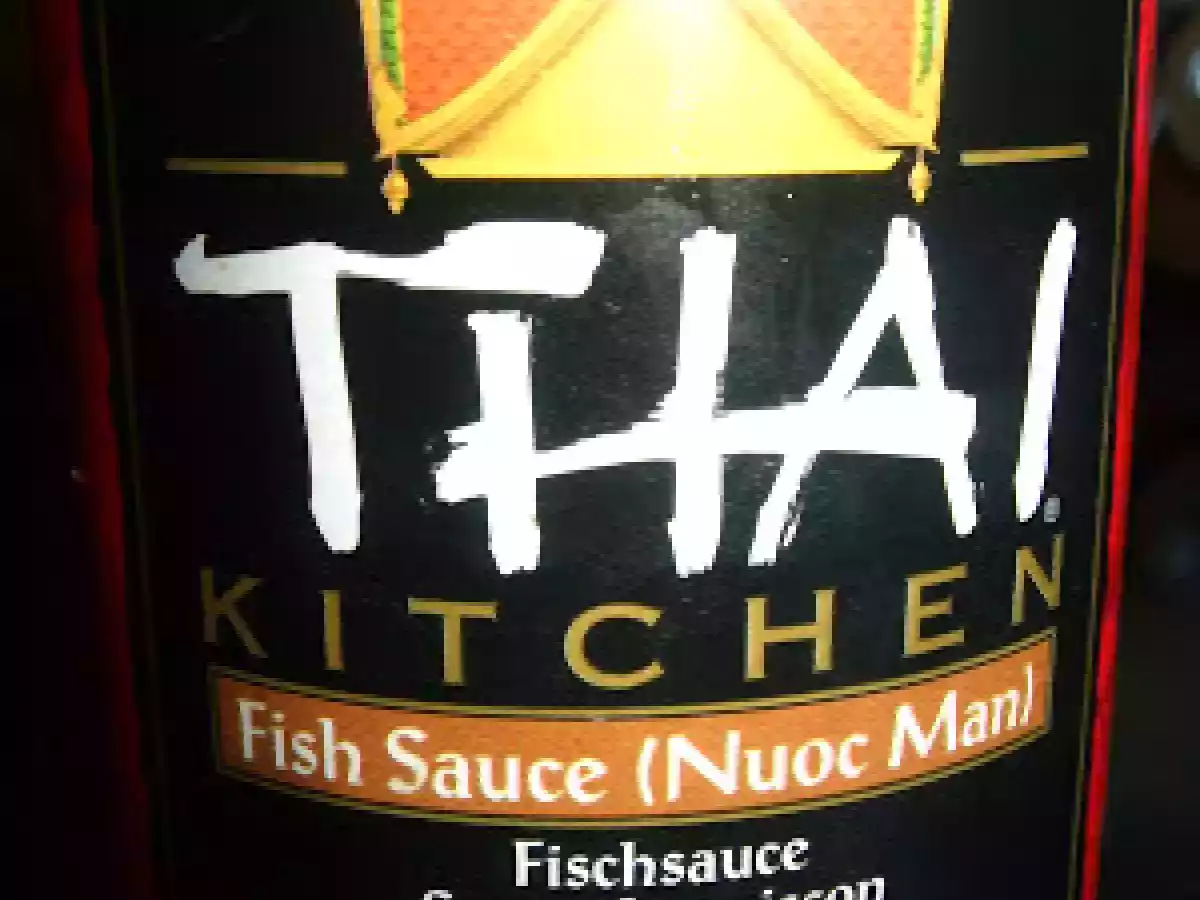 THAI
KITCHEN
Fish Sauce (Nuoc Man)
Fischsauce